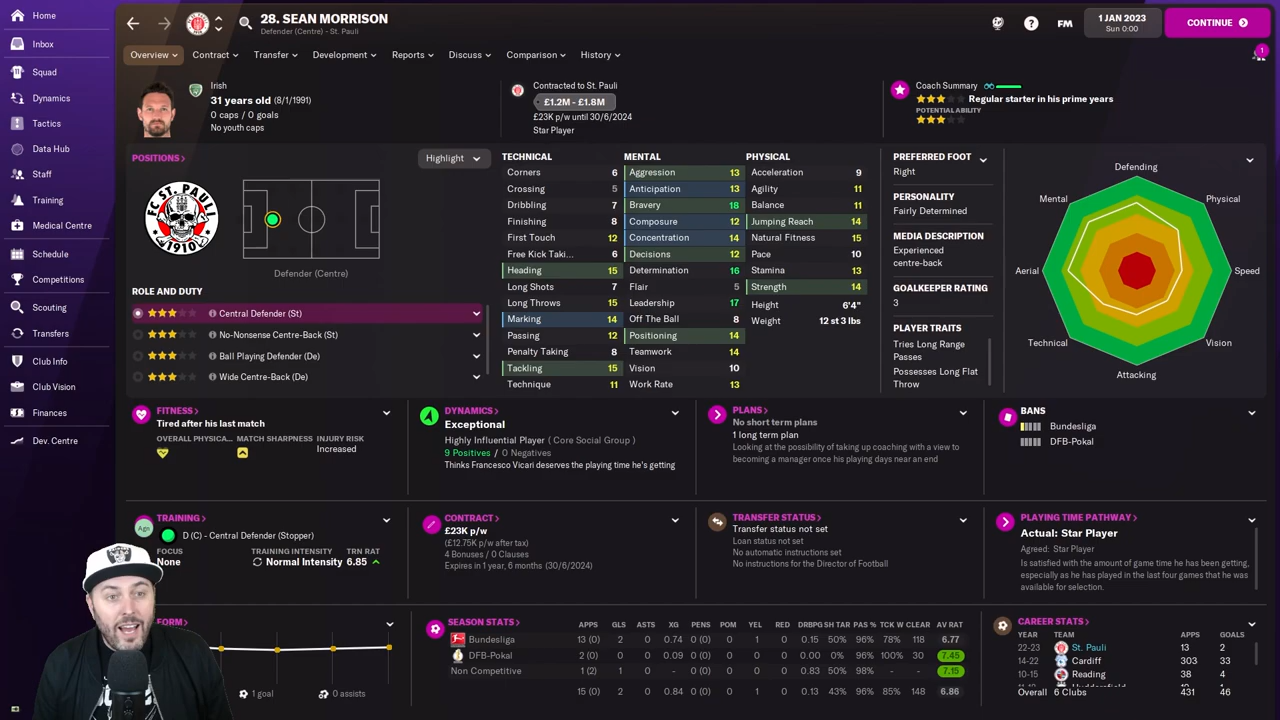 Home
Inbox
Squad
Dynamics
Tactics
Data Hub
Staff
Training
Medical Centre
Schedule
Competitions
Scouting
Transfers
Club Info
Club Vision
Finances
Dev. Centre
28. SEAN MORRISON
Defender (Centre) - St. Pauli
FM
1 JAN 2023
Sun 0:00
CONTINUE
Overview
Contract
Transfer
Development
Reports
Discuss
Comparison
History
1
Irish
31 years old (8/1/1991)
0 caps / 0 goals
No youth caps
Contracted to St. Pauli
£1.2M - £1.8M
£23K p/w until 30/6/2024
Star Player
Coach Summary
Regular starter in his prime years
POTENTIAL ABILITY
POSITIONS
Highlight
FC ST. PAULI
1910
Defender (Centre)
ROLE AND DUTY
Central Defender (St)
No-Nonsense Centre-Back (St)
Ball Playing Defender (De)
Wide Centre-Back (De)
TECHNICAL
Corners 6
Crossing 5
Dribbling 7
Finishing 8
First Touch 12
Free Kick Taki... 6
Heading 15
Long Shots 7
Long Throws 15
Marking 14
Passing 12
Penalty Taking 8
Tackling 15
Technique 11
MENTAL
Aggression 13
Anticipation 13
Bravery 18
Composure 12
Concentration 14
Decisions 12
Determination 16
Flair 5
Leadership 17
Off The Ball 8
Positioning 14
Teamwork 14
Vision 10
Work Rate 13
PHYSICAL
Acceleration 9
Agility 11
Balance 11
Jumping Reach 14
Natural Fitness 15
Pace 10
Stamina 13
Strength 14
Height 6'4"
Weight 12 st 3 lbs
PREFERRED FOOT
Right
PERSONALITY
Fairly Determined
MEDIA DESCRIPTION
Experienced
centre-back
GOALKEEPER RATING
3
PLAYER TRAITS
Tries Long Range
Passes
Possesses Long Flat
Throw
Defending
Mental
Physical
Aerial
Speed
Technical
Vision
Attacking
FITNESS
Tired after his last match
OVERALL PHYSICA... MATCH SHARPNESS INJURY RISK
Increased
DYNAMICS
Exceptional
Highly Influential Player ( Core Social Group )
9 Positives / 0 Negatives
Thinks Francesco Vicari deserves the playing time he's getting
PLANS
No short term plans
1 long term plan
Looking at the possibility of taking up coaching with a view to
becoming a manager once his playing days near an end
BANS
Bundesliga
DFB-Pokal
TRAINING
Agn
D (C) - Central Defender (Stopper)
FOCUS TRAINING INTENSITY TRN RAT
None Normal Intensity 6.85
CONTRACT
£23K p/w
(£12.75K p/w after tax)
4 Bonuses / 0 Clauses
Expires in 1 year, 6 months (30/6/2024)
TRANSFER STATUS
Transfer status not set
Loan status not set
No automatic instructions set
No instructions for the Director of Football
PLAYING TIME PATHWAY
Actual: Star Player
Agreed: Star Player
Is satisfied with the amount of game time he has been getting,
especially as he has played in the last four games that he was
available for selection.
FORM
1 goal
0 assists
SEASON STATS APPS GLS ASTS XG PENS POM YEL RED DRBPG SH TAR PAS % TCK W CLEAR AV RAT
Bundesliga 13 (0) 2 0 0.74 0 (0) 0 1 0 0.15 50% 96% 78% 118 6.77
DFB-Pokal 2 (0) 0 0 0.09 0 (0) 0 0 0 0.00 0% 96% 100% 30 7.45
Non Competitive 1 (2) 1 0 - 0 (0) 0 0 0 0.83 50% 98% - - 7.15
15 (0) 2 0 0.84 0 (0) 0 1 0 0.13 43% 96% 85% 148 6.86
CAREER STATS
YEAR TEAM APPS GOALS
22-23 St. Pauli 13 2
14-22 Cardiff 303 33
10-15 Reading 38 4
Overall 6 Clubs 431 46